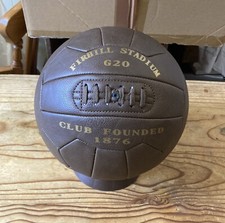 FIRHILL STADIUM
G20
CLUB FOUNDED
1876